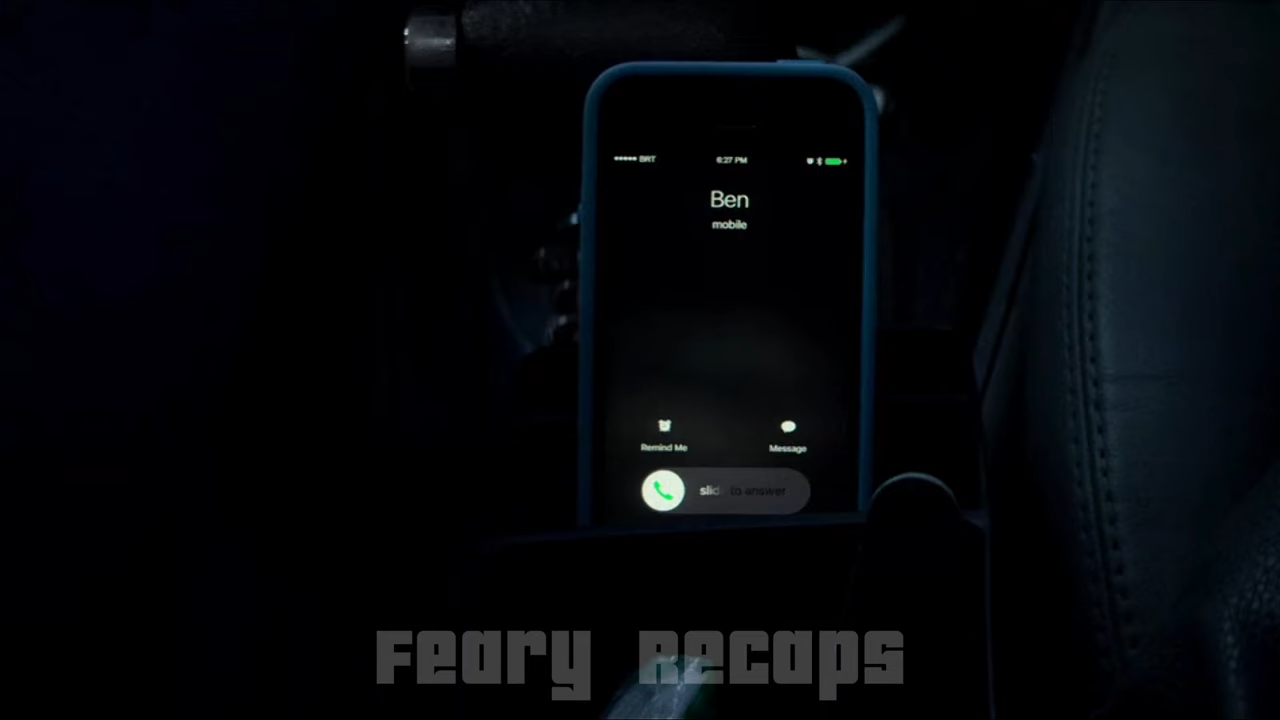 BRT 6:27 PM
Ben
mobile
Remind Me Message
slide to answer
Feary Recaps